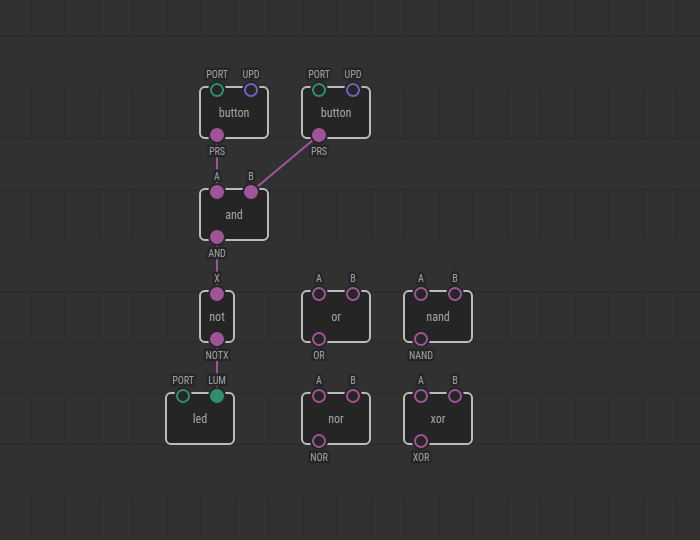 PORT UPD PORT UPD
button button
PRS PRS
A B
and
AND
X A B A B
not or nand
NOTX OR NAND
PORT LUM A B A B
led nor xor
NOR XOR